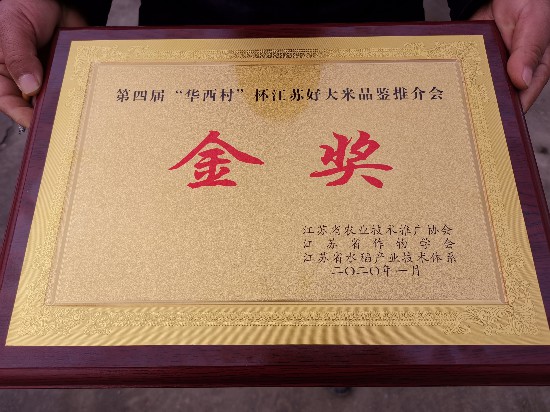 第四届“华西村”杯江苏好大米品鉴推介会
金奖
江苏省农业技术推广协会
江苏省作物学会
江苏省水稻产业技术体系
二〇二〇年一月